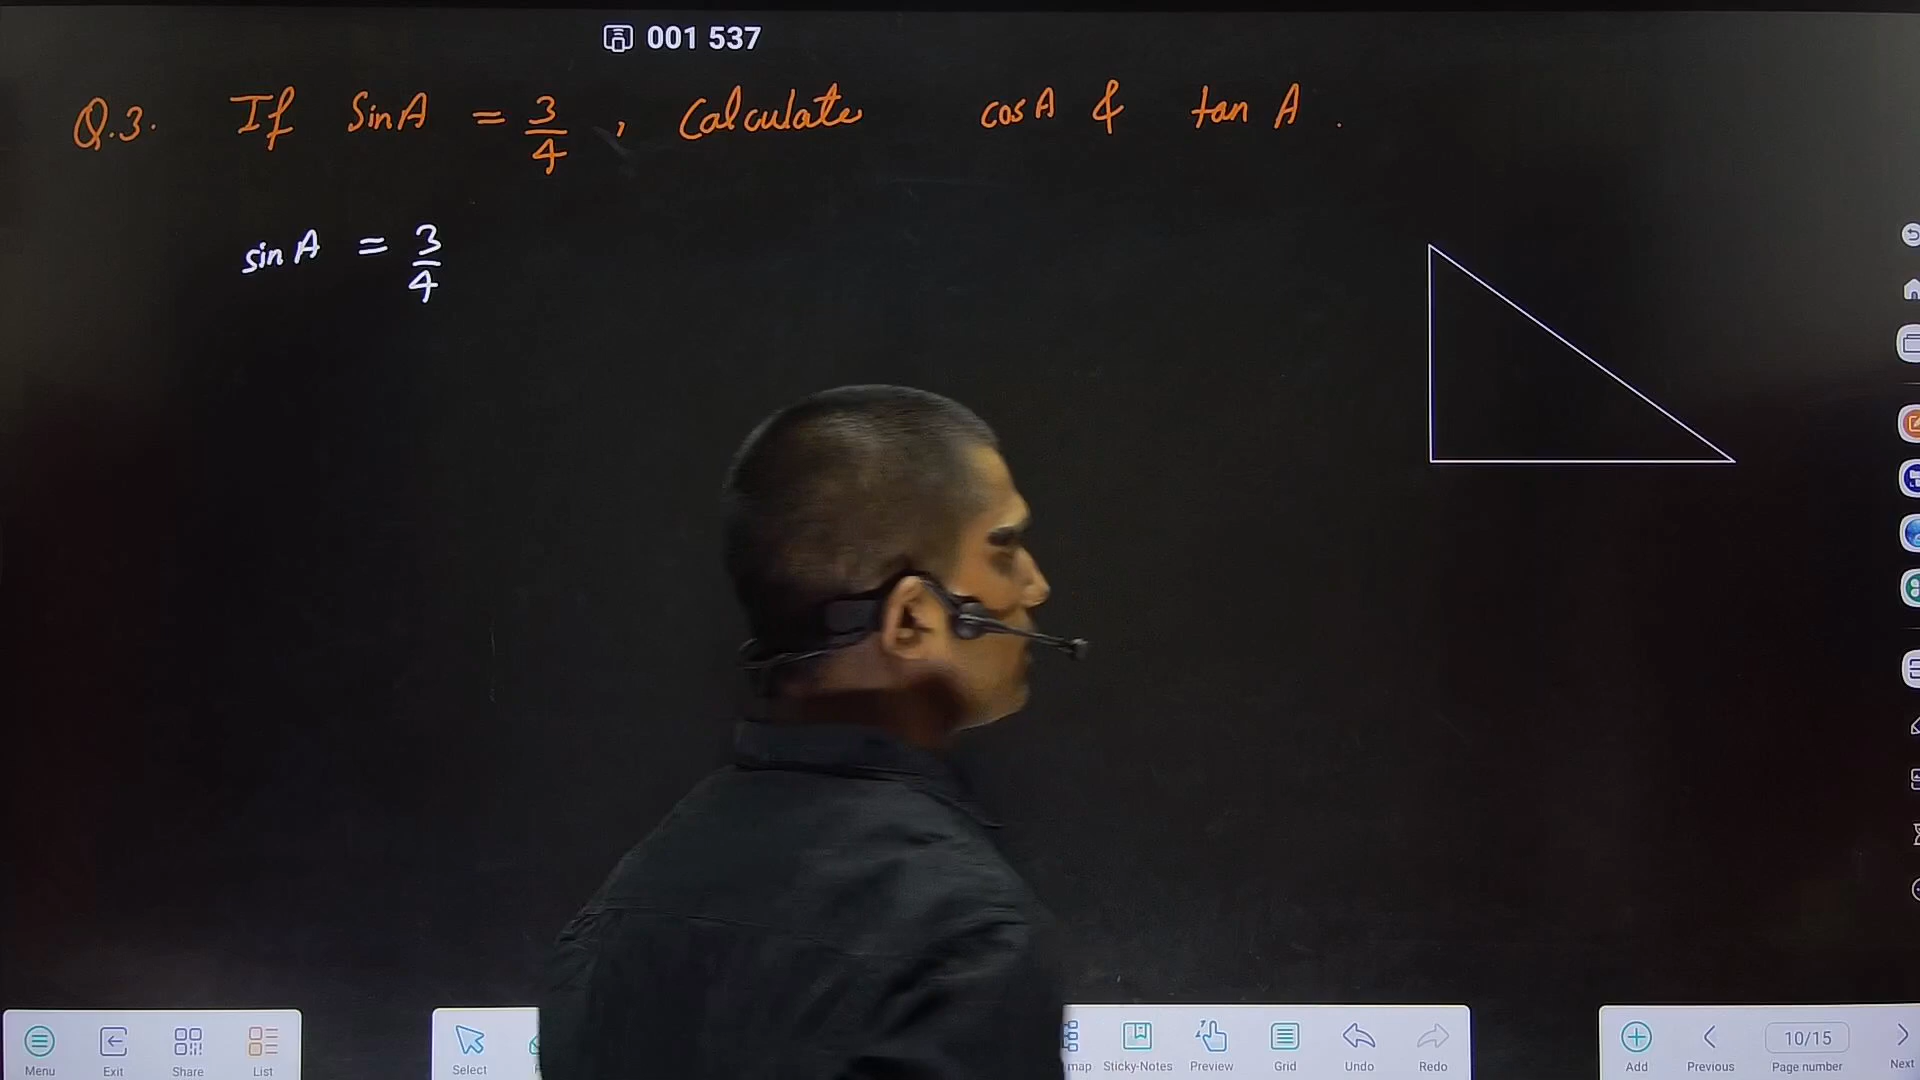 001 537
Q.3. If SinA = 3/4 , Calculate cosA & tan A .
sin A = 3/4
Menu Exit Share List Select map Sticky-Notes Preview Grid Undo Redo Add Previous 10/15 Page number Next